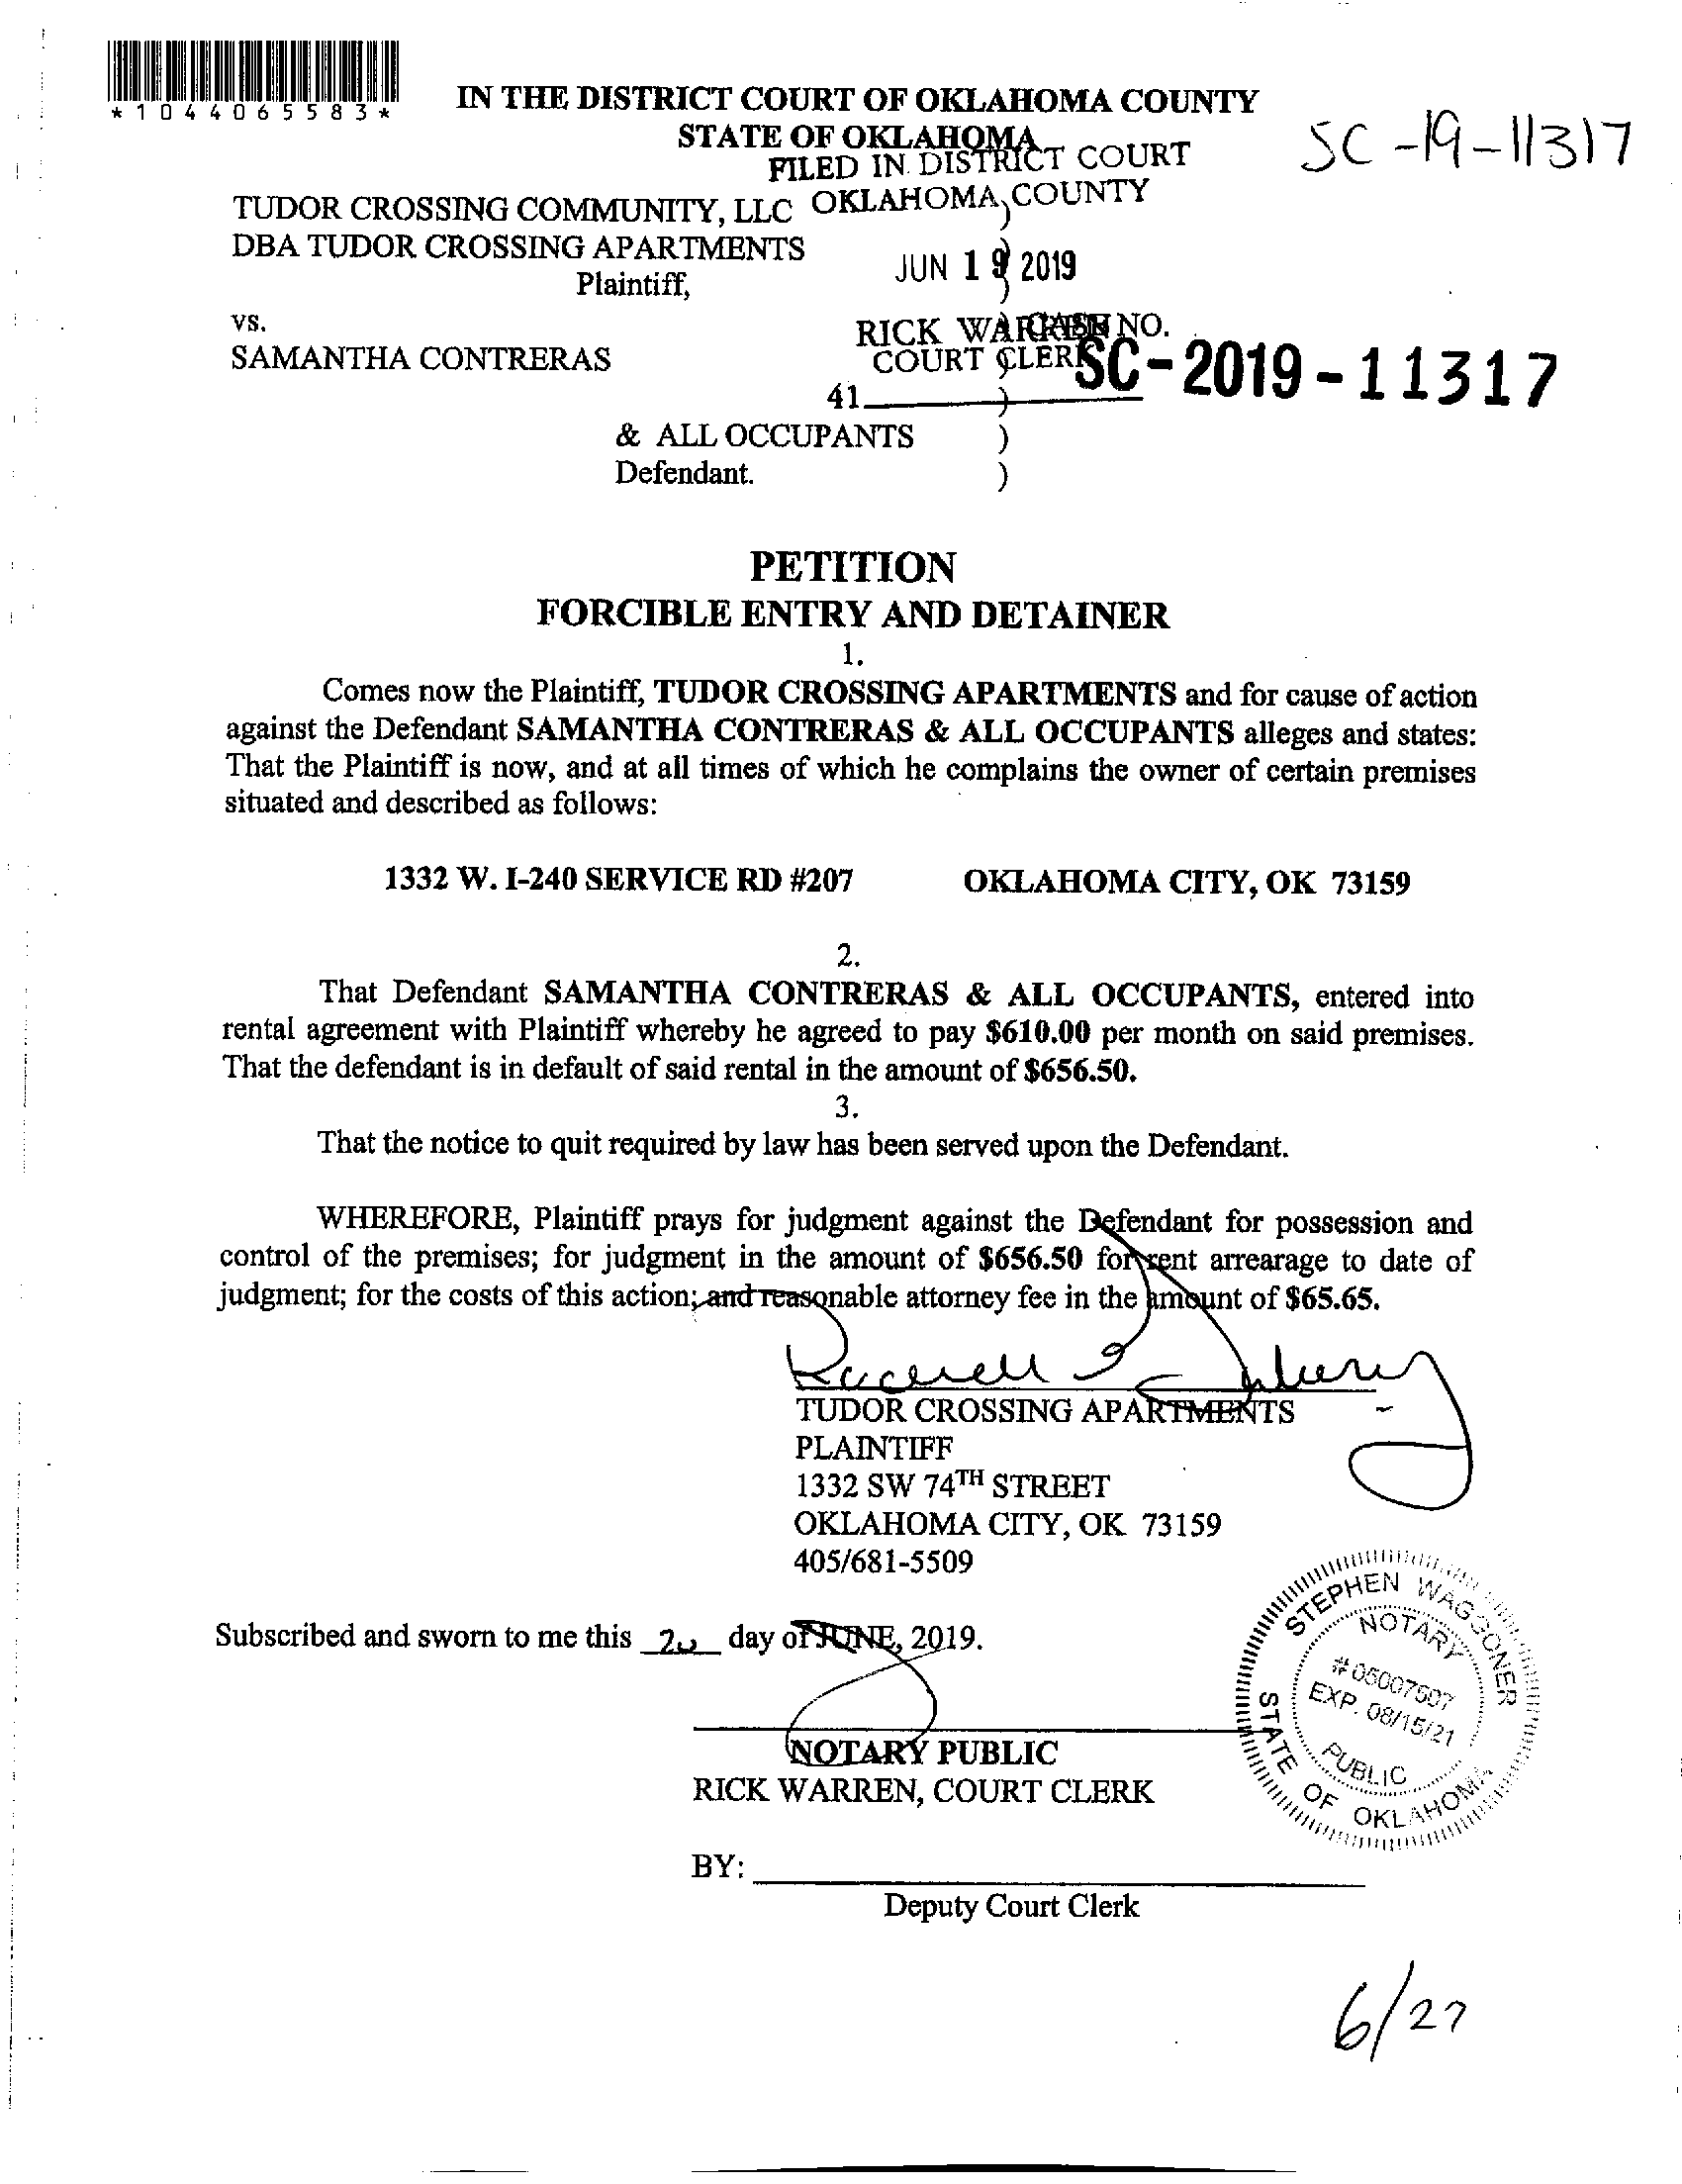 *1044065583*
IN THE DISTRICT COURT OF OKLAHOMA COUNTY
STATE OF OKLAHOMA
SC-19-11317
FILED IN DISTRICT COURT
OKLAHOMA COUNTY
TUDOR CROSSING COMMUNITY, LLC )
DBA TUDOR CROSSING APARTMENTS )
JUN 19 2019
Plaintiff, )
vs. ) CASE NO.
RICK WARREN
SAMANTHA CONTRERAS )
COURT CLERK
SC-2019-11317
41 )
& ALL OCCUPANTS )
Defendant. )
PETITION
FORCIBLE ENTRY AND DETAINER
1.
Comes now the Plaintiff, TUDOR CROSSING APARTMENTS and for cause of action
against the Defendant SAMANTHA CONTRERAS & ALL OCCUPANTS alleges and states:
That the Plaintiff is now, and at all times of which he complains the owner of certain premises
situated and described as follows:
1332 W. I-240 SERVICE RD #207 OKLAHOMA CITY, OK 73159
2.
That Defendant SAMANTHA CONTRERAS & ALL OCCUPANTS, entered into
rental agreement with Plaintiff whereby he agreed to pay $610.00 per month on said premises.
That the defendant is in default of said rental in the amount of $656.50.
3.
That the notice to quit required by law has been served upon the Defendant.
WHEREFORE, Plaintiff prays for judgment against the Defendant for possession and
control of the premises; for judgment in the amount of $656.50 for rent arrearage to date of
judgment; for the costs of this action; and reasonable attorney fee in the amount of $65.65.
TUDOR CROSSING APARTMENTS
PLAINTIFF
1332 SW 74TH STREET
OKLAHOMA CITY, OK 73159
405/681-5509
Subscribed and sworn to me this 20 day of JUNE, 2019.
STEPHEN WAGGONER
NOTARY
# 05007507
EXP. 08/15/21
PUBLIC
STATE OF OKLAHOMA
NOTARY PUBLIC
RICK WARREN, COURT CLERK
BY:
Deputy Court Clerk
6/27